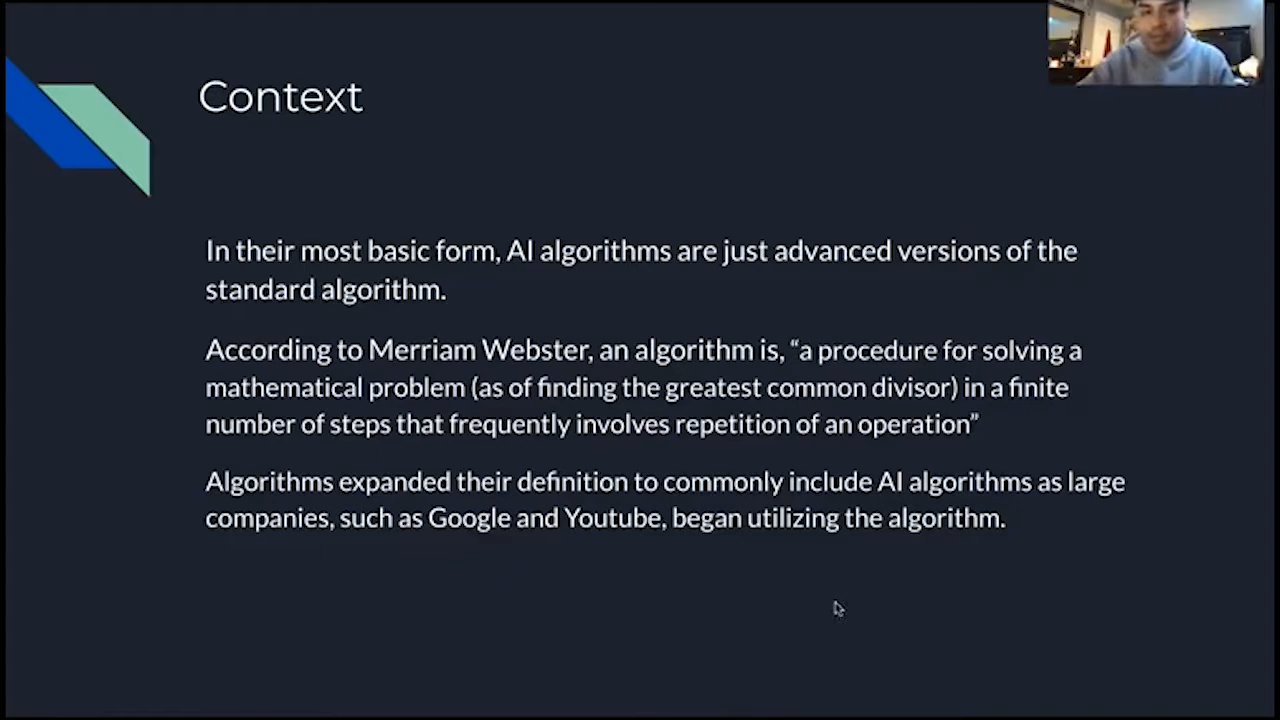 Context
In their most basic form, AI algorithms are just advanced versions of the
standard algorithm.
According to Merriam Webster, an algorithm is, “a procedure for solving a
mathematical problem (as of finding the greatest common divisor) in a finite
number of steps that frequently involves repetition of an operation”
Algorithms expanded their definition to commonly include AI algorithms as large
companies, such as Google and Youtube, began utilizing the algorithm.